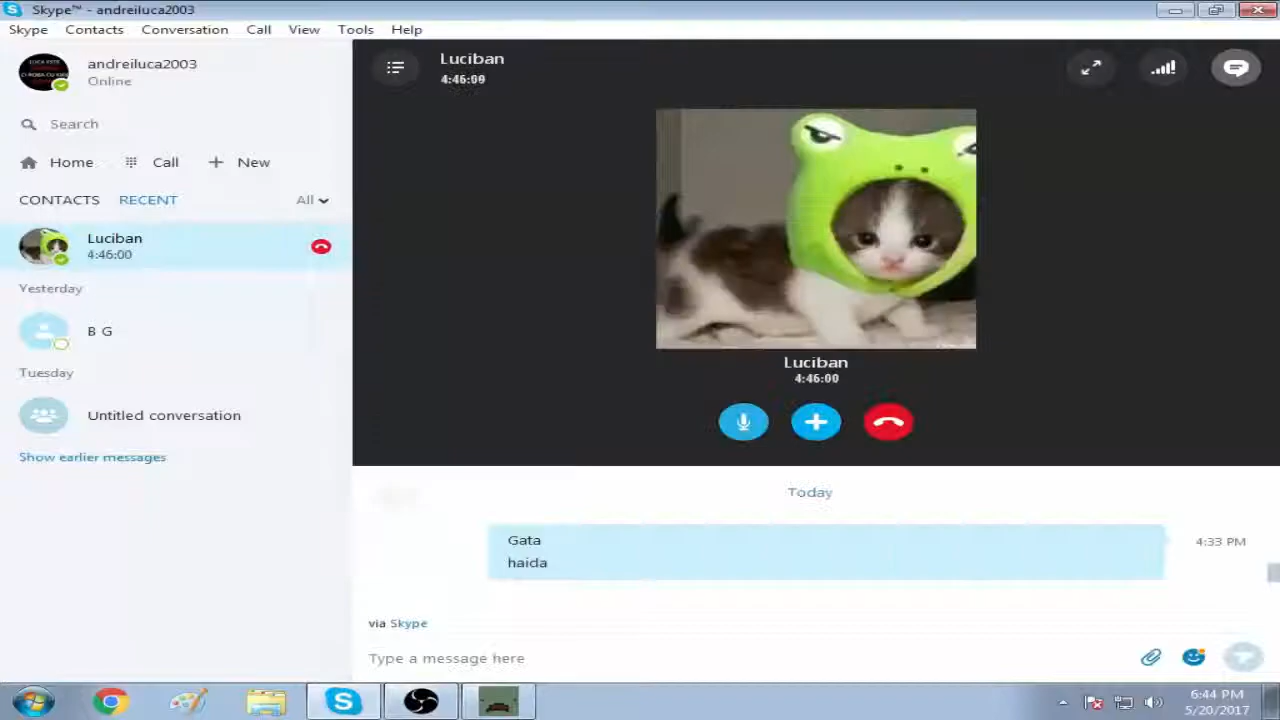 Skype™ - andreiluca2003
Skype Contacts Conversation Call View Tools Help
andreiluca2003
Online
Search
Home Call New
CONTACTS RECENT All
Luciban
4:46:00
Yesterday
B G
Tuesday
Untitled conversation
Show earlier messages
Luciban
4:46:09
Luciban
4:46:00
Today
Gata
haida
4:33 PM
via Skype
Type a message here
6:44 PM
5/20/2017